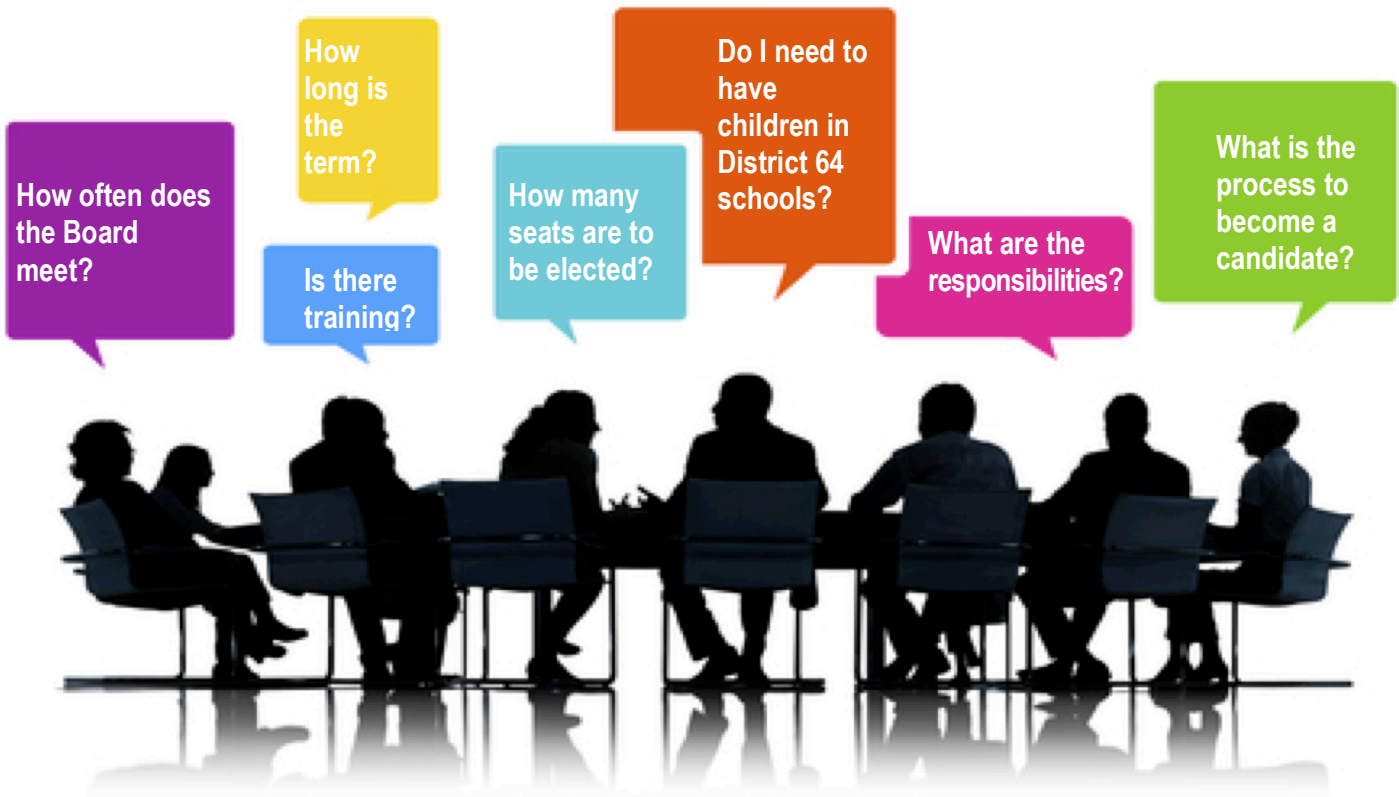 How often does
the Board
meet?
How
long is
the
term?
Is there
training?
How many
seats are to
be elected?
Do I need to
have
children in
District 64
schools?
What are the
responsibilities?
What is the
process to
become a
candidate?